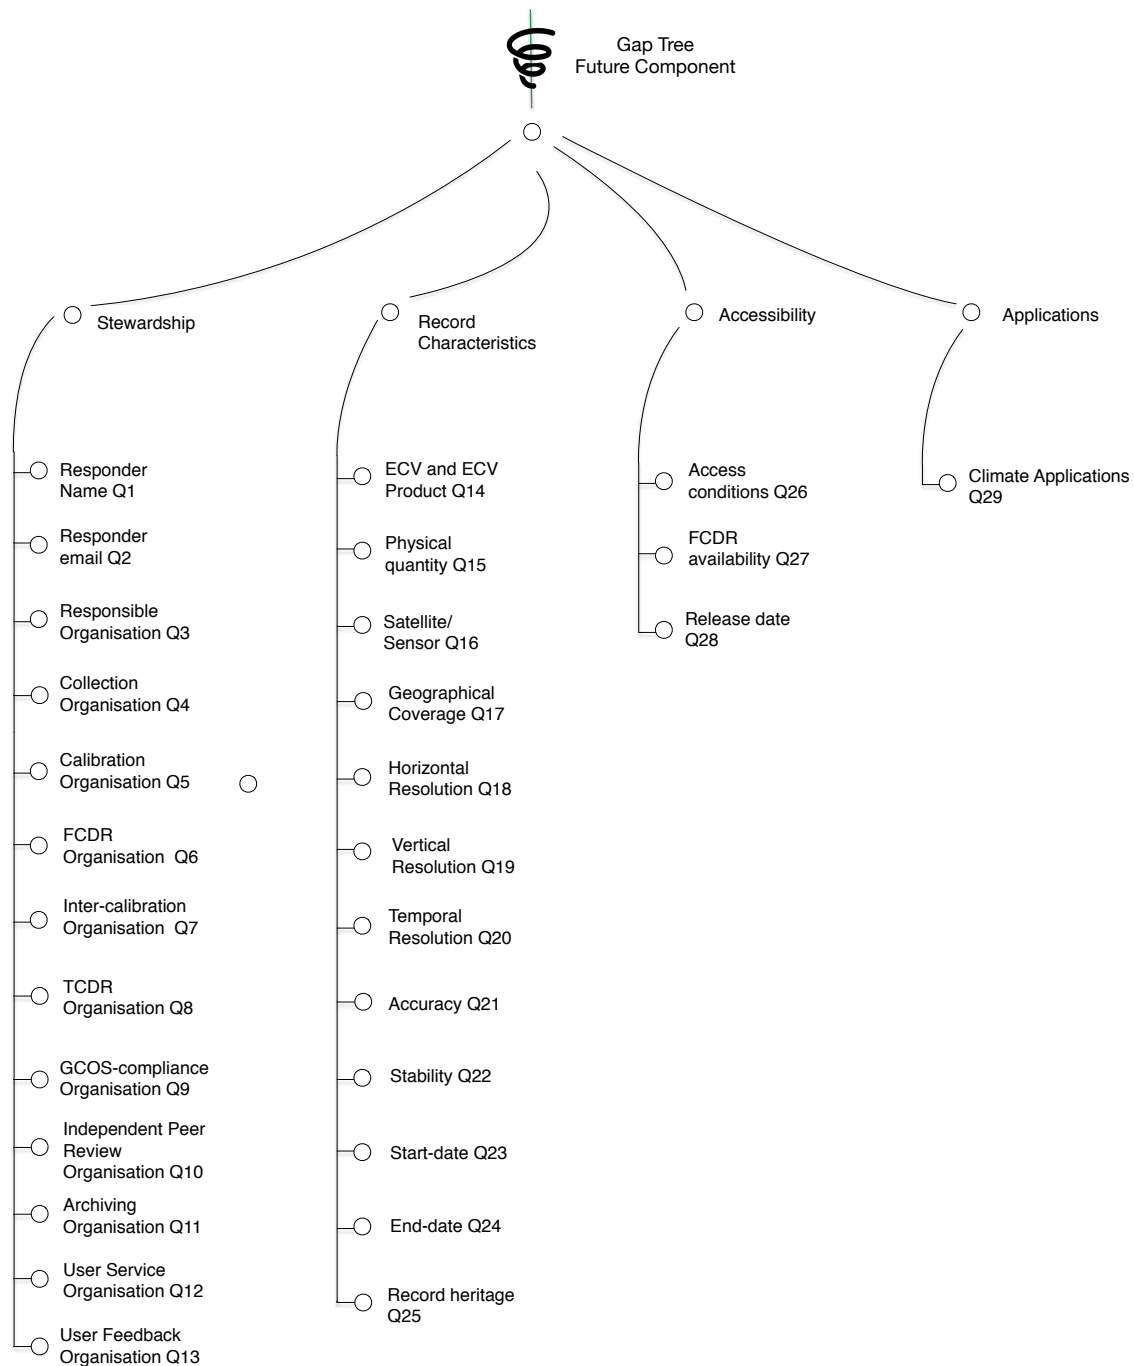 Gap Tree
Future Component
Stewardship
Record
Characteristics
Accessibility
Applications
Responder
Name Q1
Responder
email Q2
Responsible
Organisation Q3
Collection
Organisation Q4
Calibration
Organisation Q5
FCDR
Organisation  Q6
Inter-calibration
Organisation  Q7
TCDR
Organisation Q8
GCOS-compliance
Organisation Q9
Independent Peer
Review
Organisation Q10
Archiving
Organisation Q11
User Service
Organisation Q12
User Feedback
Organisation Q13
ECV and ECV
Product Q14
Physical
quantity Q15
Satellite/
Sensor Q16
Geographical
Coverage Q17
Horizontal
Resolution Q18
Vertical
Resolution Q19
Temporal
Resolution Q20
Accuracy Q21
Stability Q22
Start-date Q23
End-date Q24
Record heritage
Q25
Access
conditions Q26
FCDR
availability Q27
Release date
Q28
Climate Applications
Q29